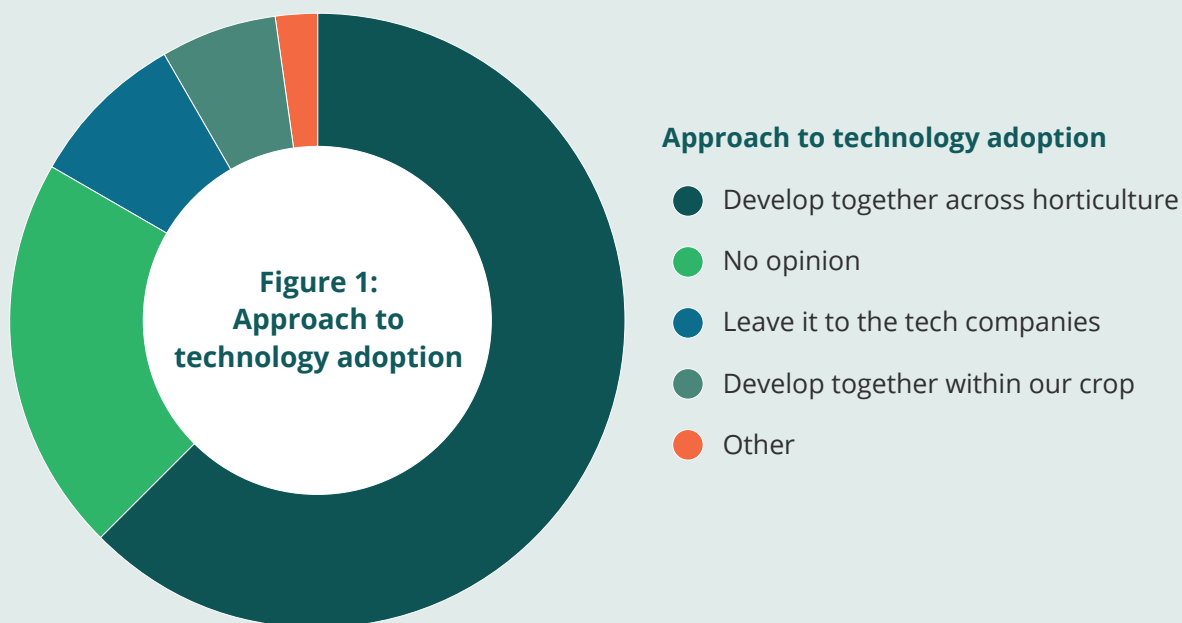 Figure 1:
Approach to
technology adoption
Approach to technology adoption
Develop together across horticulture
No opinion
Leave it to the tech companies
Develop together within our crop
Other